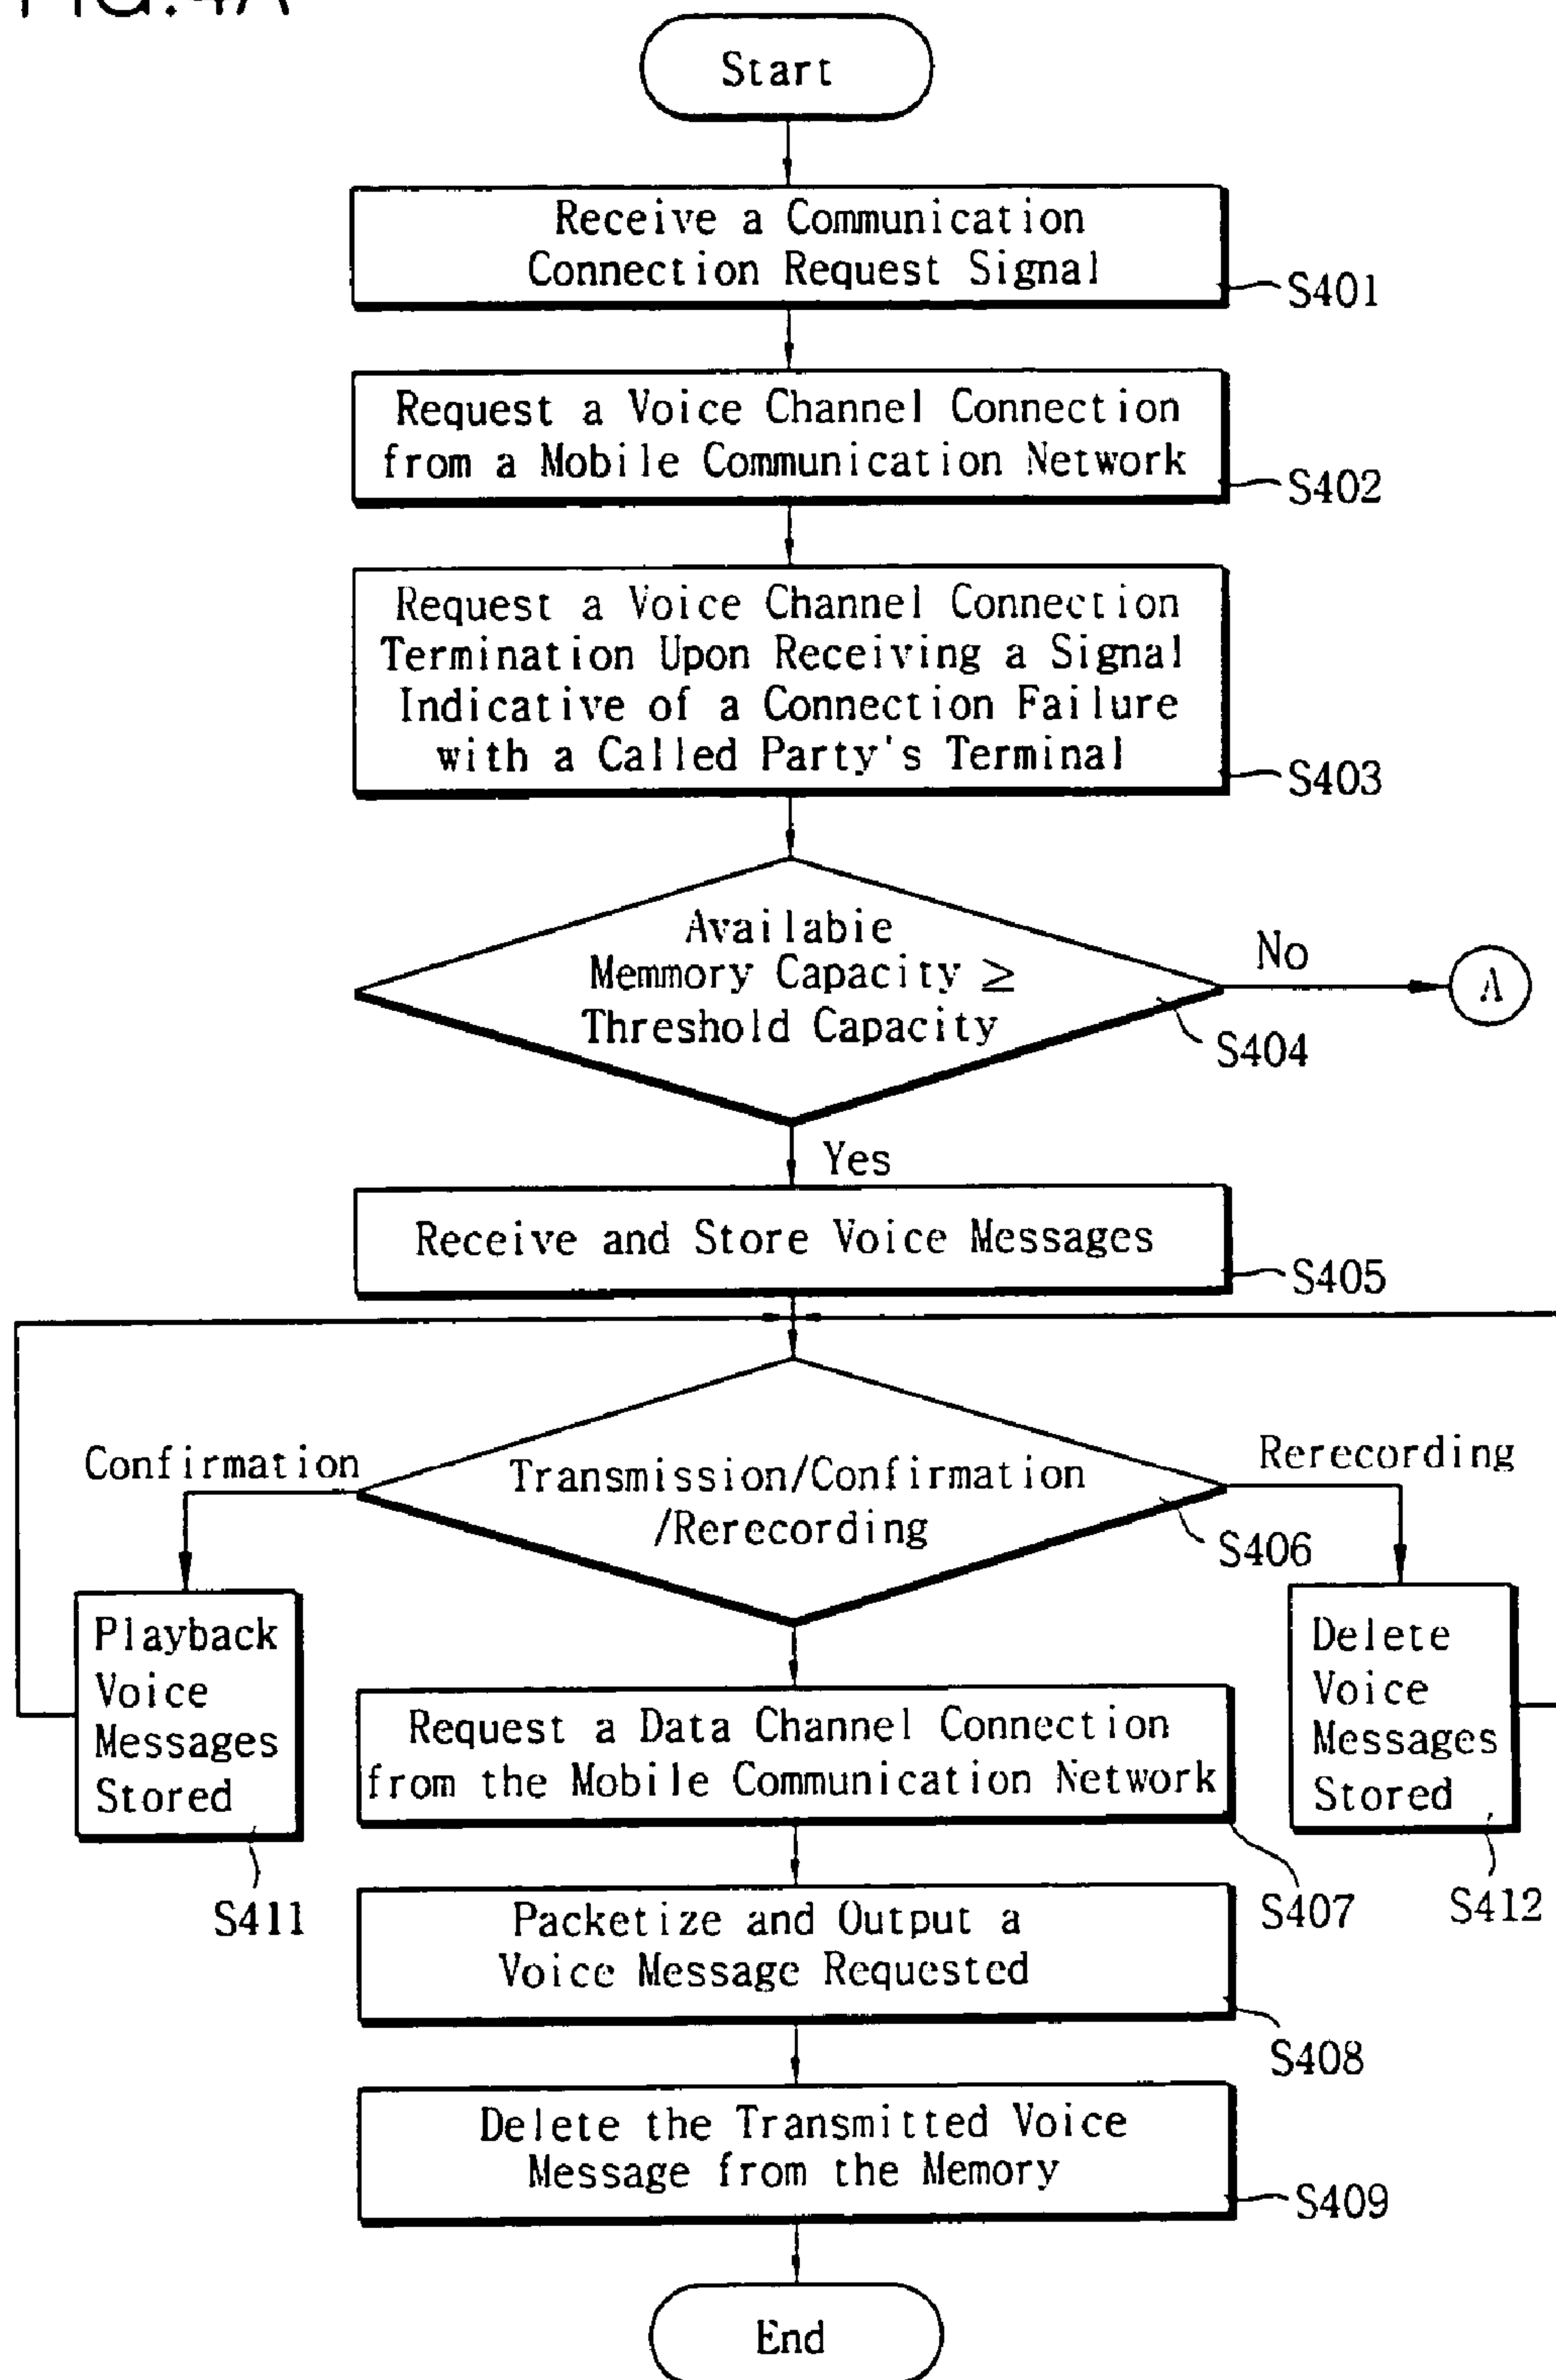 FIG.4A
Start
Receive a Communication
Connection Request Signal
S401
Request a Voice Channel Connection
from a Mobile Communication Network
S402
Request a Voice Channel Connection
Termination Upon Receiving a Signal
Indicative of a Connection Failure
with a Called Party's Terminal
S403
Availabie
Memmory Capacity ≥
Threshold Capacity
S404
No
A
Yes
Receive and Store Voice Messages
S405
Confirmation
Transmission/Confirmation
/Rerecording
S406
Rerecording
Playback
Voice
Messages
Stored
S411
Delete
Voice
Messages
Stored
S412
Request a Data Channel Connection
from the Mobile Communication Network
S407
Packetize and Output a
Voice Message Requested
S408
Delete the Transmitted Voice
Message from the Memory
S409
End